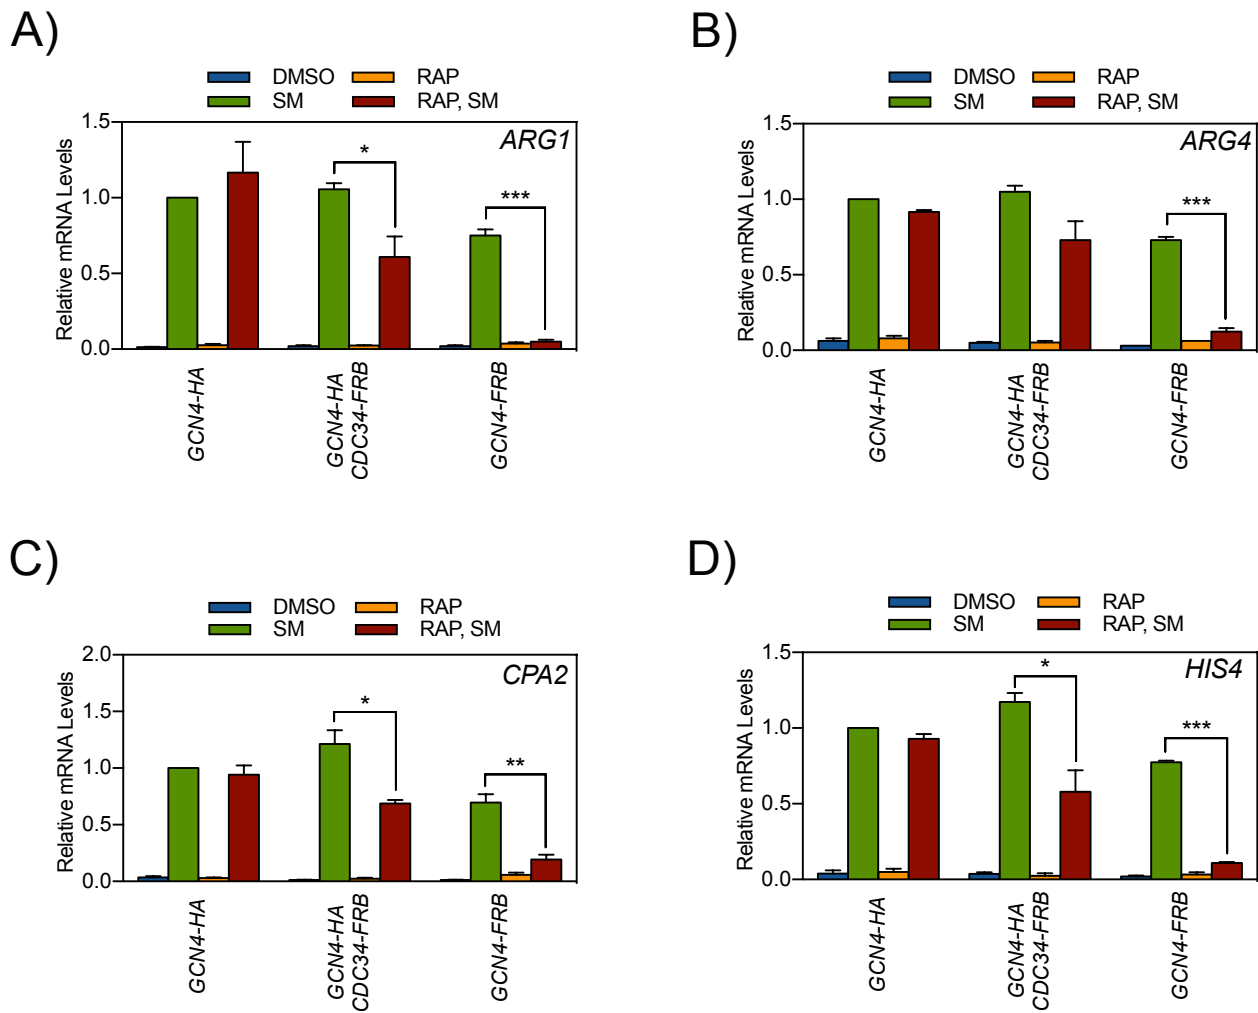 A)
DMSO RAP
SM RAP, SM
ARG1
Relative mRNA Levels
1.5
1.0
0.5
0.0
*
***
GCN4-HA
GCN4-HA
CDC34-FRB
GCN4-FRB
B)
DMSO RAP
SM RAP, SM
ARG4
Relative mRNA Levels
1.5
1.0
0.5
0.0
***
GCN4-HA
GCN4-HA
CDC34-FRB
GCN4-FRB
C)
DMSO RAP
SM RAP, SM
CPA2
Relative mRNA Levels
2.0
1.5
1.0
0.5
0.0
*
**
GCN4-HA
GCN4-HA
CDC34-FRB
GCN4-FRB
D)
DMSO RAP
SM RAP, SM
HIS4
Relative mRNA Levels
1.5
1.0
0.5
0.0
*
***
GCN4-HA
GCN4-HA
CDC34-FRB
GCN4-FRB